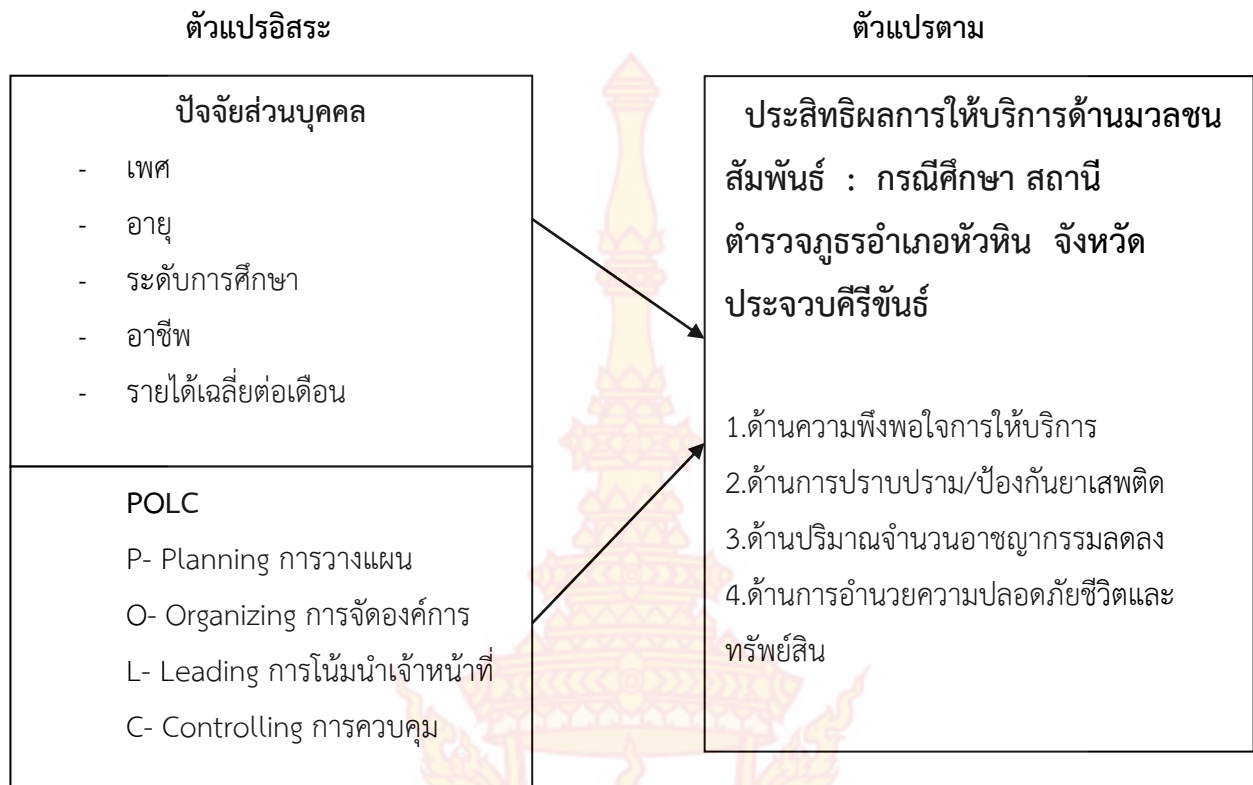 ตัวแปรอิสระ
ตัวแปรตาม
ปัจจัยส่วนบุคคล
- เพศ
- อายุ
- ระดับการศึกษา
- อาชีพ
- รายได้เฉลี่ยต่อเดือน
POLC
P- Planning การวางแผน
O- Organizing การจัดองค์การ
L- Leading การโน้มนำเจ้าหน้าที่
C- Controlling การควบคุม
ประสิทธิผลการให้บริการด้านมวลชน
สัมพันธ์ : กรณีศึกษา สถานี
ตำรวจภูธรอำเภอหัวหิน จังหวัด
ประจวบคีรีขันธ์
1.ด้านความพึงพอใจการให้บริการ
2.ด้านการปราบปราม/ป้องกันยาเสพติด
3.ด้านปริมาณจำนวนอาชญากรรมลดลง
4.ด้านการอำนวยความปลอดภัยชีวิตและ
ทรัพย์สิน